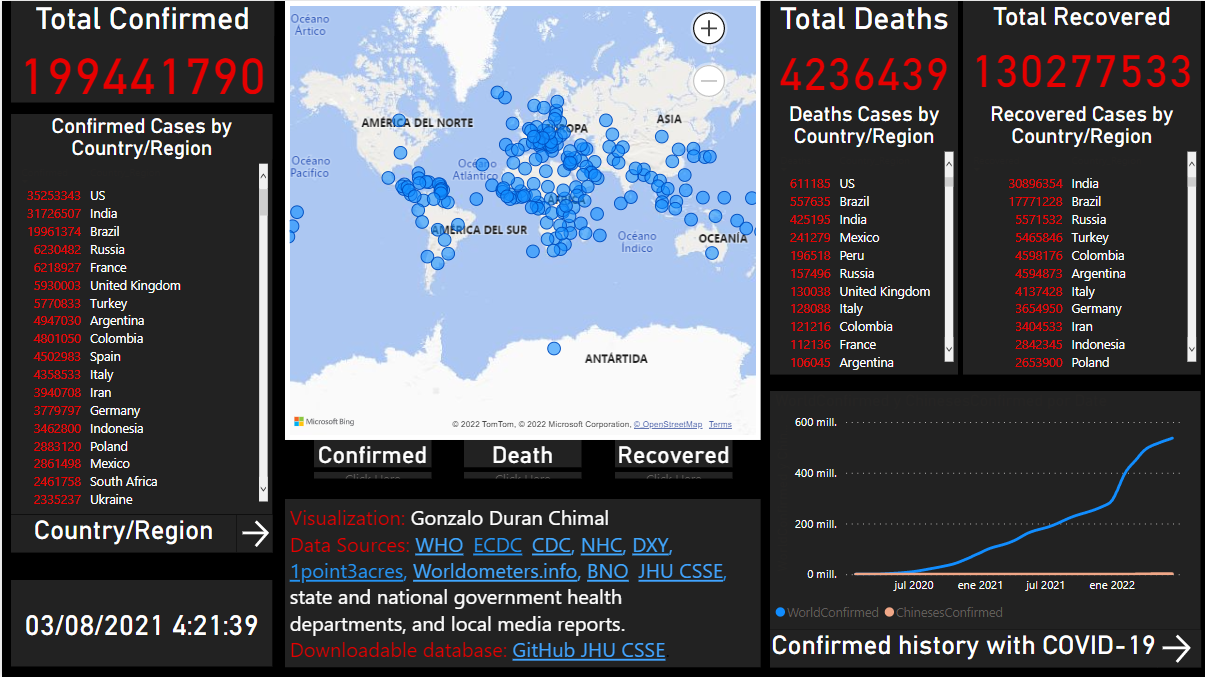 Total Confirmed
199441790
Confirmed Cases by
Country/Region
35253343 US
31726507 India
19961374 Brazil
6230482 Russia
6218927 France
5930003 United Kingdom
5770833 Turkey
4947030 Argentina
4801050 Colombia
4502983 Spain
4358533 Italy
3940708 Iran
3779797 Germany
3462800 Indonesia
2883120 Poland
2861498 Mexico
2461758 South Africa
2335237 Ukraine
Country/Region
03/08/2021 4:21:39
Océano
Ártico
AMÉRICA DEL NORTE
ASIA
Océano
Pacífico
Océano
Atlántico
AMÉRICA DEL SUR
Océano
Índico
OCEANÍA
ANTÁRTIDA
Microsoft Bing
© 2022 TomTom, © 2022 Microsoft Corporation, © OpenStreetMap Terms
Confirmed
Click Here
Death
Click Here
Recovered
Click Here
Visualization: Gonzalo Duran Chimal
Data Sources: WHO ECDC CDC, NHC, DXY,
1point3acres, Worldometers.info, BNO JHU CSSE,
state and national government health
departments, and local media reports.
Downloadable database: GitHub JHU CSSE
Total Deaths
4236439
Deaths Cases by
Country/Region
611185 US
557635 Brazil
425195 India
241279 Mexico
196518 Peru
157496 Russia
130038 United Kingdom
128088 Italy
121216 Colombia
112136 France
106045 Argentina
Total Recovered
130277533
Recovered Cases by
Country/Region
30896354 India
17771228 Brazil
5571532 Russia
5465846 Turkey
4598176 Colombia
4594873 Argentina
4137428 Italy
3654950 Germany
3404533 Iran
2842345 Indonesia
2653900 Poland
600 mill.
400 mill.
200 mill.
0 mill.
jul 2020 ene 2021 jul 2021 ene 2022
WorldConfirmed ChinesesConfirmed
Confirmed history with COVID-19